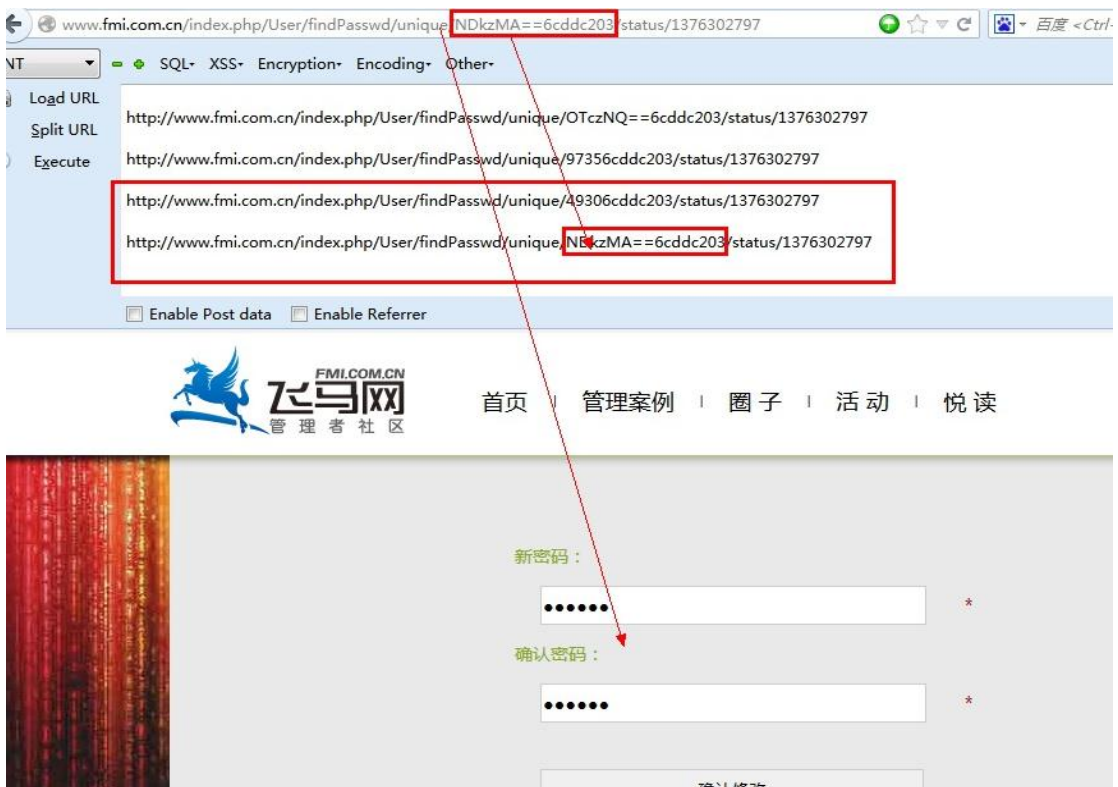 www.fmi.com.cn/index.php/User/findPasswd/unique/NDkzMA==6cddc203/status/1376302797
百度 <Ctrl-
NT
SQL- XSS- Encryption- Encoding- Other-
Load URL
http://www.fmi.com.cn/index.php/User/findPasswd/unique/OTczNQ==6cddc203/status/1376302797
Split URL
Execute
http://www.fmi.com.cn/index.php/User/findPasswd/unique/97356cddc203/status/1376302797
http://www.fmi.com.cn/index.php/User/findPasswd/unique/49306cddc203/status/1376302797
http://www.fmi.com.cn/index.php/User/findPasswd/unique/NDkzMA==6cddc203/status/1376302797
Enable Post data Enable Referrer
FMI.COM.CN
飞马网
管理者社区
首页 管理案例 圈子 活动 悦读
新密码：
•••••• *
确认密码：
•••••• *